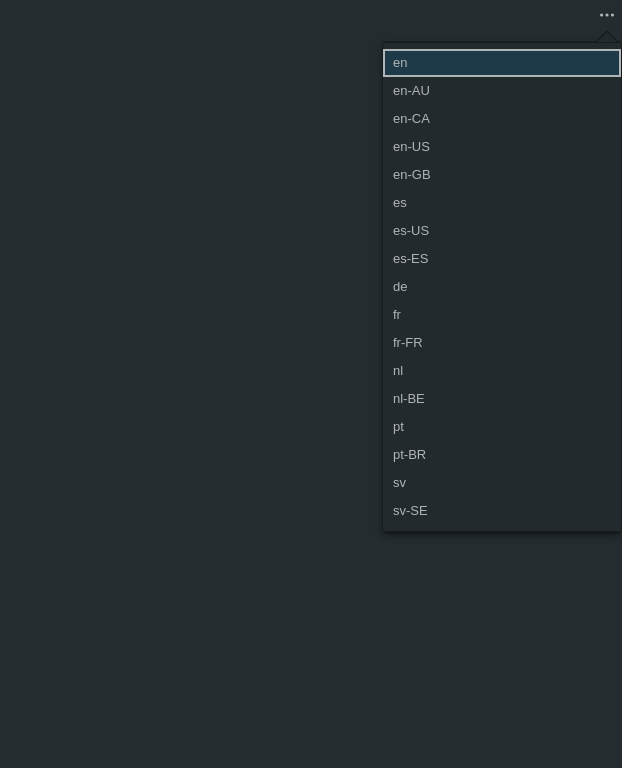 en
en-AU
en-CA
en-US
en-GB
es
es-US
es-ES
de
fr
fr-FR
nl
nl-BE
pt
pt-BR
sv
sv-SE